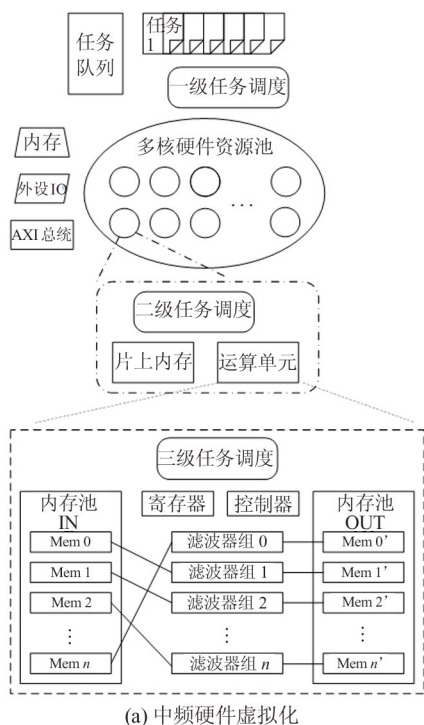 任务
队列
任务
1
一级任务调度
内存
外设IO
AXI 总统
多核硬件资源池
...
二级任务调度
片上内存
运算单元
三级任务调度
内存池
IN
寄存器
控制器
内存池
OUT
Mem 0
滤波器组 0
Mem 0’
Mem 1
滤波器组 1
Mem 1’
Mem 2
滤波器组 2
Mem 2’
⋮
⋮
⋮
Mem n
滤波器组 n
Mem n’
(a) 中频硬件虚拟化